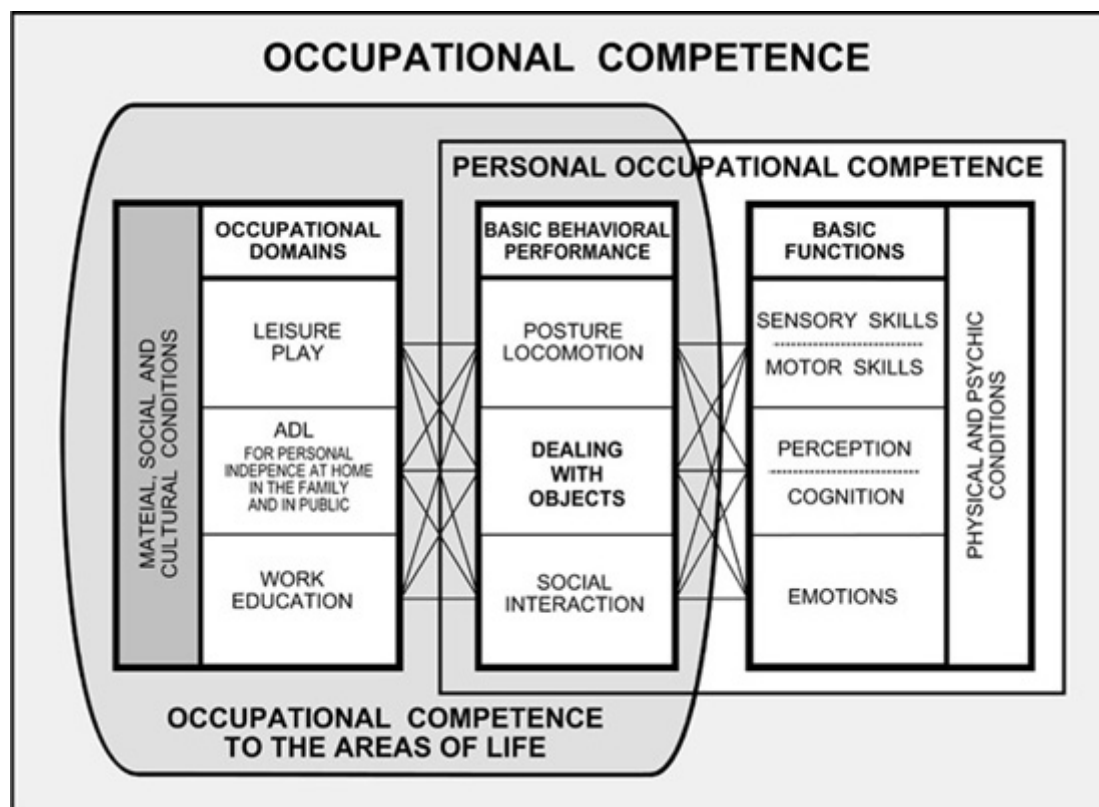 OCCUPATIONAL COMPETENCE
PERSONAL OCCUPATIONAL COMPETENCE
MATEIAL, SOCIAL AND
CULTURAL CONDITIONS
OCCUPATIONAL
DOMAINS
LEISURE
PLAY
ADL
FOR PERSONAL
INDEPENCE AT HOME
IN THE FAMILY
AND IN PUBLIC
WORK
EDUCATION
BASIC BEHAVIORAL
PERFORMANCE
POSTURE
LOCOMOTION
DEALING
WITH
OBJECTS
SOCIAL
INTERACTION
BASIC
FUNCTIONS
SENSORY SKILLS
MOTOR SKILLS
PERCEPTION
COGNITION
EMOTIONS
PHYSICAL AND PSYCHIC
CONDITIONS
OCCUPATIONAL COMPETENCE
TO THE AREAS OF LIFE